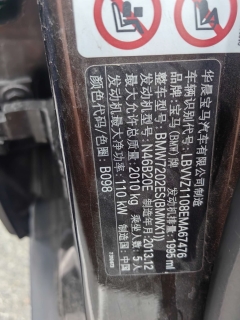 华晨宝马汽车有限公司制造
宝马(BMW)牌
车辆识别代号: LBVVZ1108EMA67476
整车型号: BMW7202ES(BMWX1)
发动机型号: N46B20E 发动机排量: 1995 ml
最大允许总质量: 2010 kg 制造年月: 2013.12
发动机最大净功率: 110 kW 乘坐人数: 5人
车身颜色代码/色图: B09B 制造国: 中国